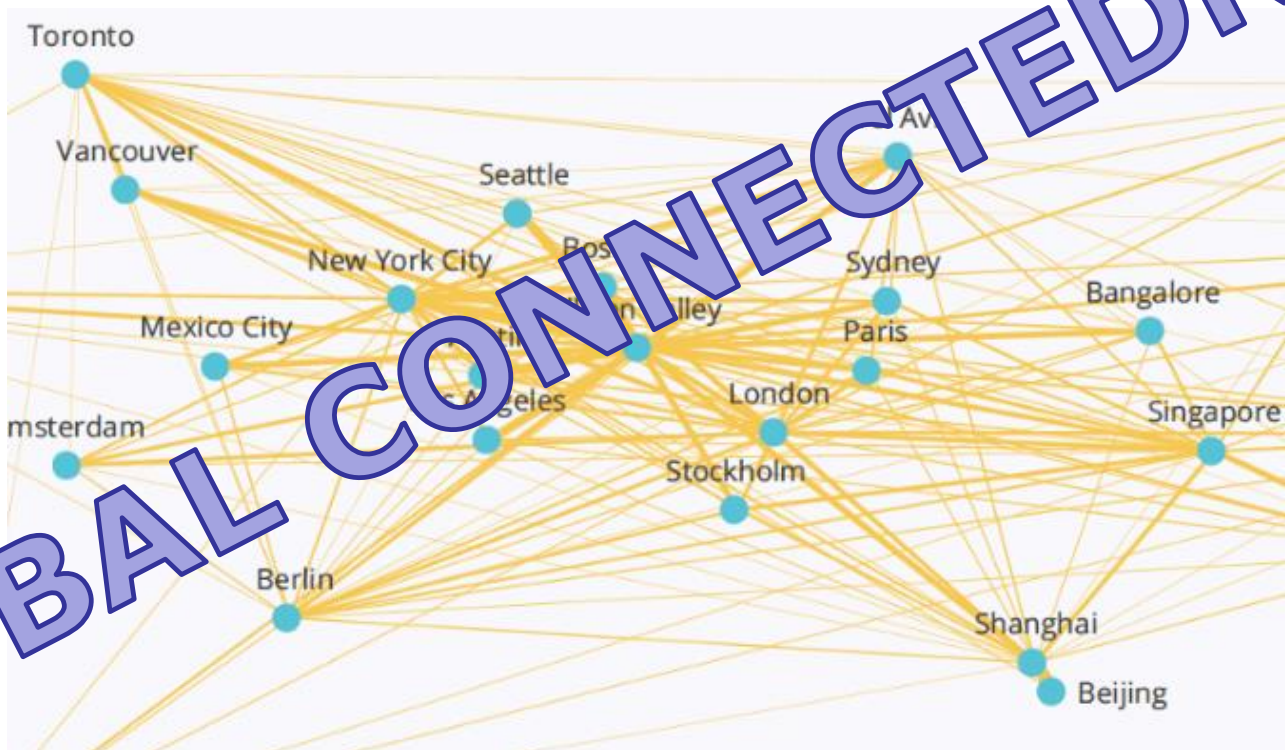 Toronto
Vancouver
Seattle
New York City
Sydney
Bangalore
Mexico City
Paris
London
Singapore
msterdam
Stockholm
Berlin
Shanghai
Beijing
BAL CONNECTED